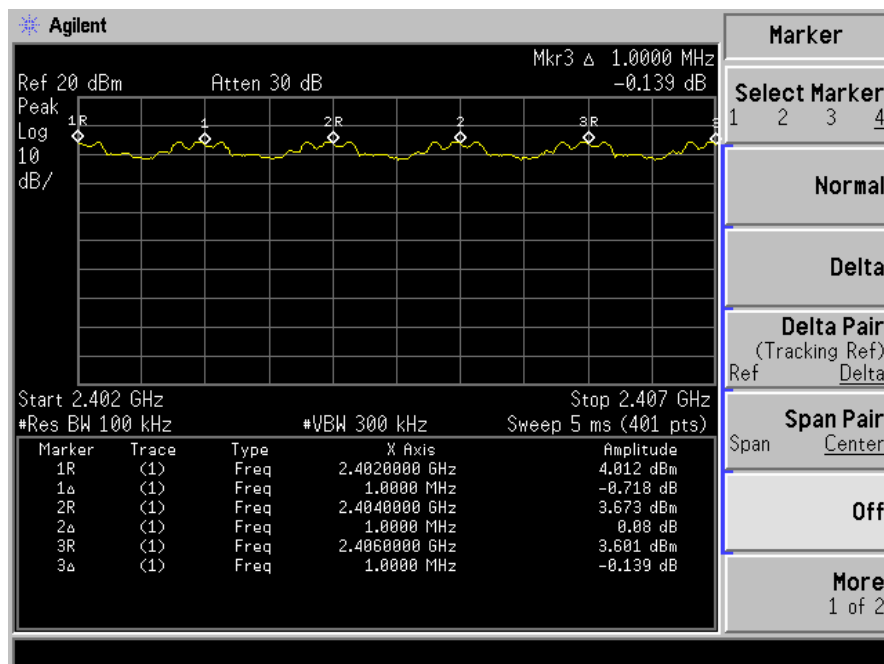 Agilent
Marker
Mkr3 Δ 1.0000 MHz
Ref 20 dBm Atten 30 dB -0.139 dB
Peak
Log
10
dB/
1R 1 2R 2 3R 3
Start 2.402 GHz Stop 2.407 GHz
#Res BW 100 kHz #VBW 300 kHz Sweep 5 ms (401 pts)
Marker Trace Type X Axis Amplitude
1R (1) Freq 2.4020000 GHz 4.012 dBm
1Δ (1) Freq 1.0000 MHz -0.718 dB
2R (1) Freq 2.4040000 GHz 3.673 dBm
2Δ (1) Freq 1.0000 MHz 0.08 dB
3R (1) Freq 2.4060000 GHz 3.601 dBm
3Δ (1) Freq 1.0000 MHz -0.139 dB
Select Marker
1 2 3 4
Normal
Delta
Delta Pair
(Tracking Ref)
Ref Delta
Span Pair
Span Center
Off
More
1 of 2